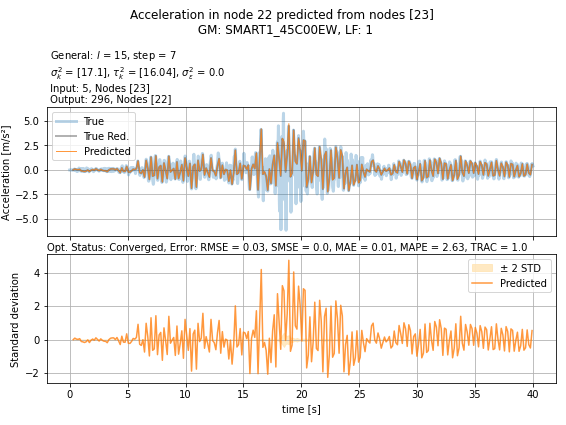 Acceleration in node 22 predicted from nodes [23]
GM: SMART1_45C00EW, LF: 1
General: l = 15, step = 7
σ²ₖ = [17.1], τ²ₖ = [16.04], σ²ε = 0.0
Input: 5, Nodes [23]
Output: 296, Nodes [22]
Acceleration [m/s²]
5.0
2.5
0.0
−2.5
−5.0
True
True Red.
Predicted
Opt. Status: Converged, Error: RMSE = 0.03, SMSE = 0.0, MAE = 0.01, MAPE = 2.63, TRAC = 1.0
Standard deviation
4
2
0
−2
± 2 STD
Predicted
0 5 10 15 20 25 30 35 40
time [s]